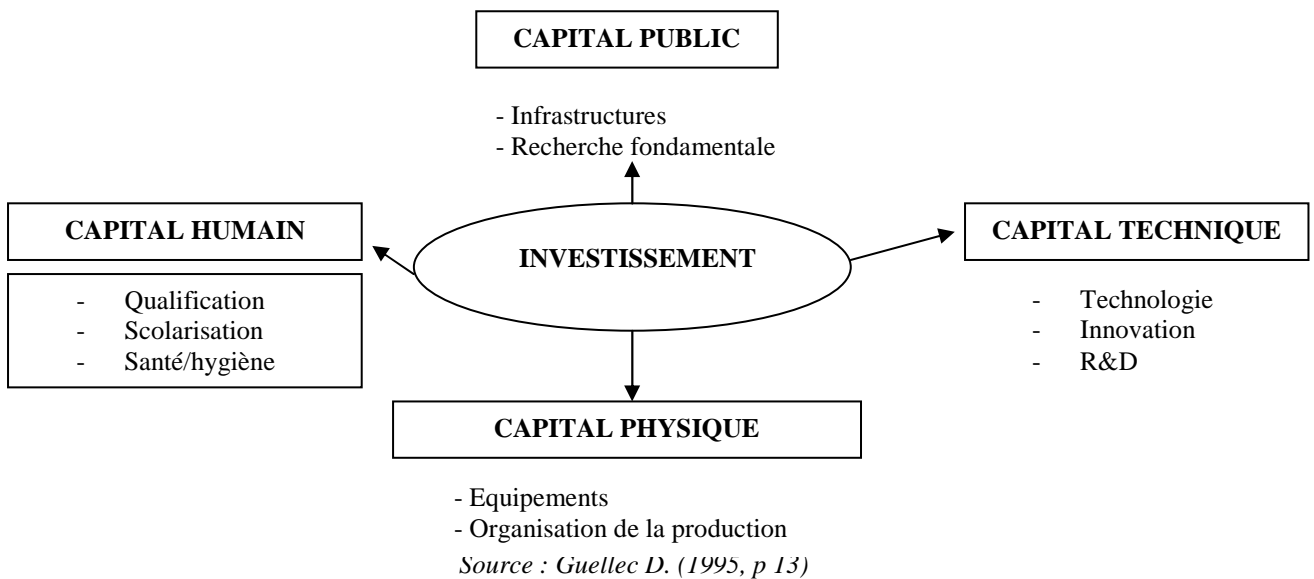 CAPITAL PUBLIC
- Infrastructures
- Recherche fondamentale
CAPITAL HUMAIN
- Qualification
- Scolarisation
- Santé/hygiène
INVESTISSEMENT
CAPITAL TECHNIQUE
- Technologie
- Innovation
- R&D
CAPITAL PHYSIQUE
- Equipements
- Organisation de la production
Source : Guellec D. (1995, p 13)